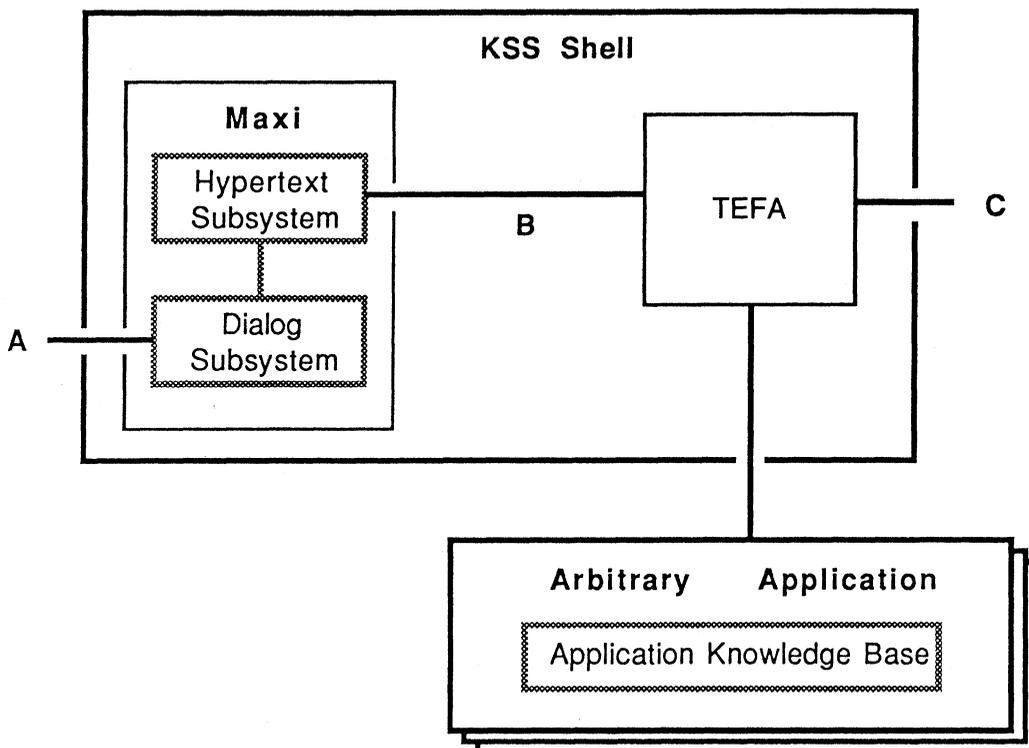 KSS Shell
Maxi
Hypertext
Subsystem
TEFA
B
C
A
Dialog
Subsystem
Arbitrary Application
Application Knowledge Base